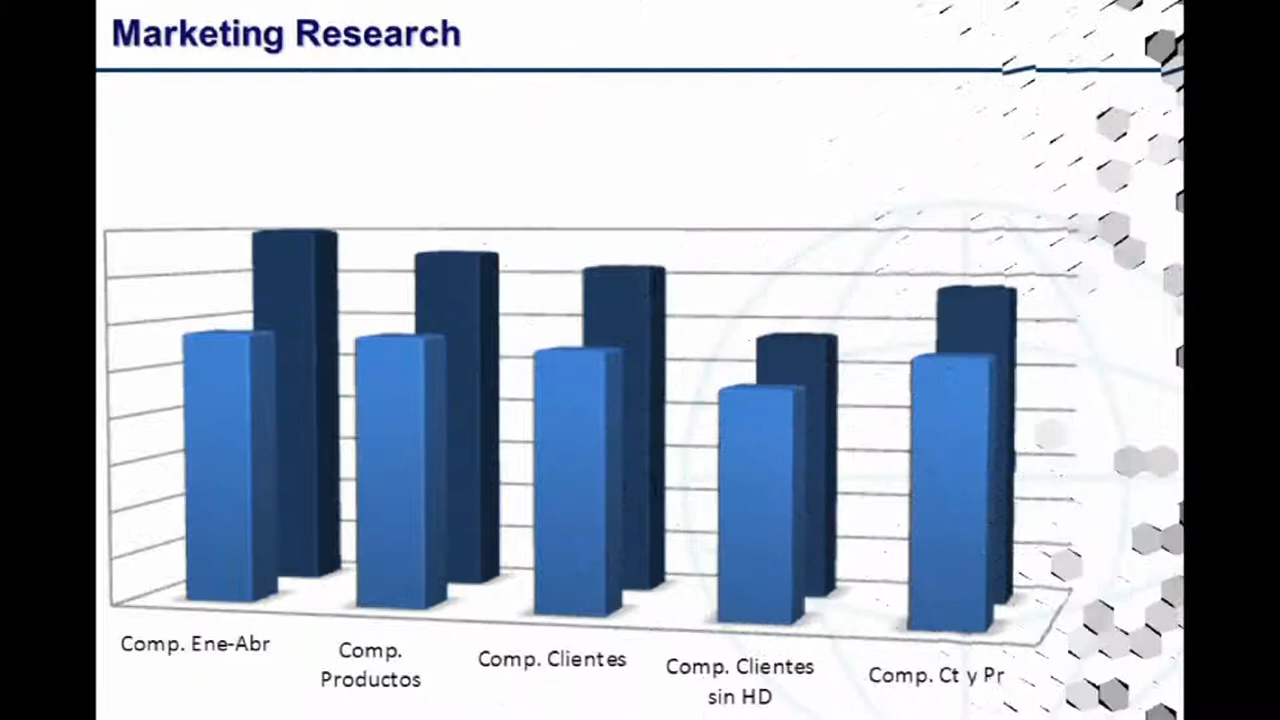 Marketing Research
Comp. Ene-Abr
Comp.
Productos
Comp. Clientes
Comp. Clientes
sin HD
Comp. Ct y Pr